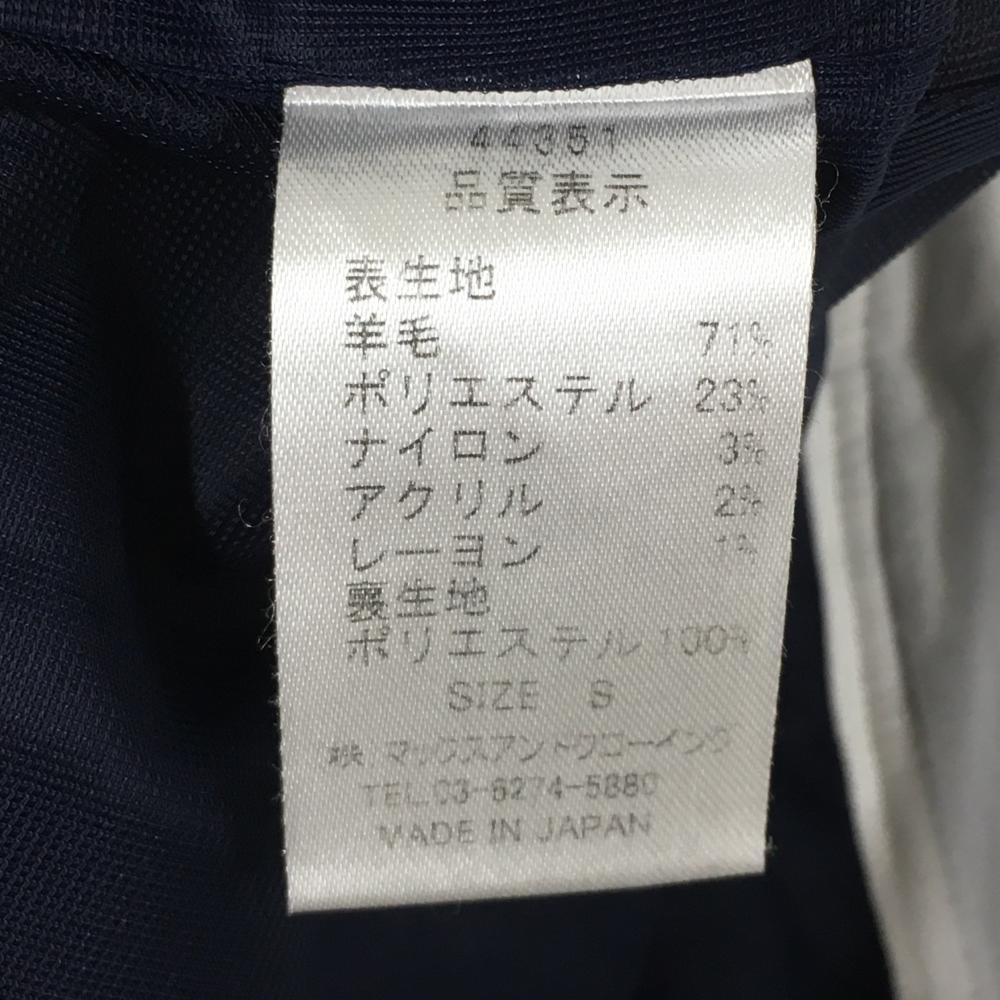 44351
品質表示
表生地
羊毛 71%
ポリエステル 23%
ナイロン 3%
アクリル 2%
レーヨン 1%
裏生地
ポリエステル 100%
SIZE S
㈱ マックスアンドグローイング
TEL.03-6274-5880
MADE IN JAPAN